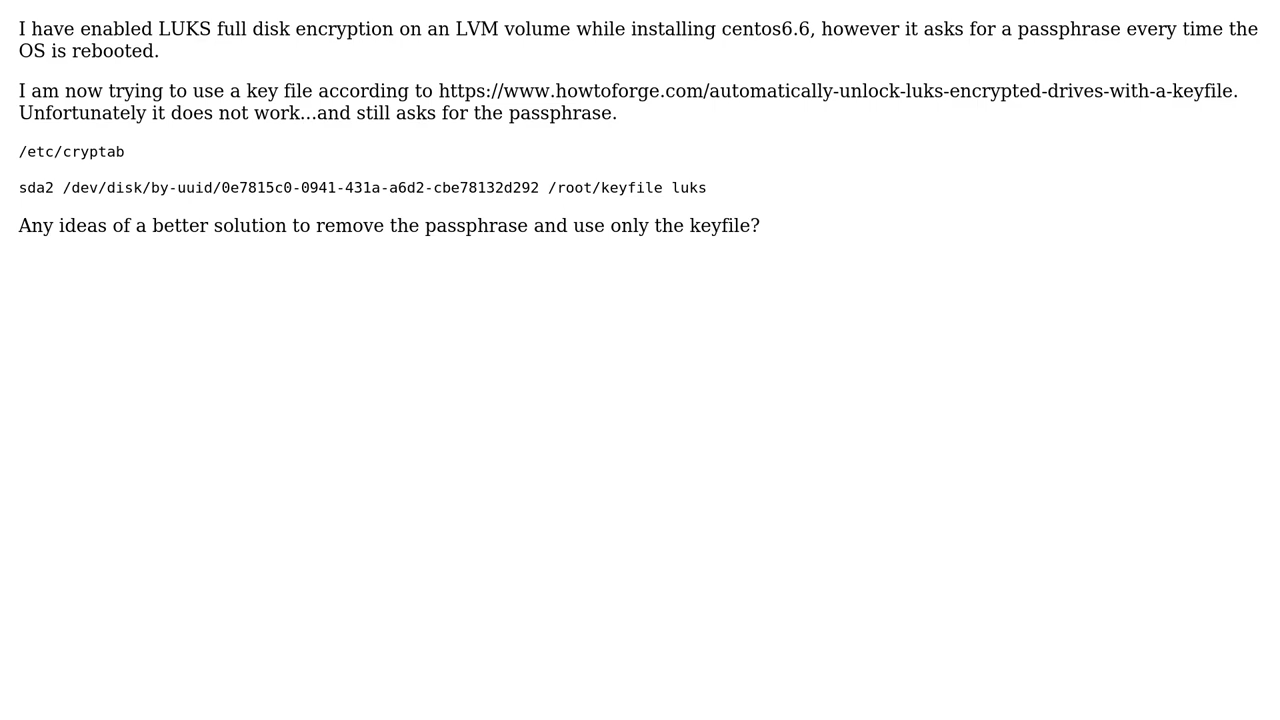 I have enabled LUKS full disk encryption on an LVM volume while installing centos6.6, however it asks for a passphrase every time the
OS is rebooted.
I am now trying to use a key file according to https://www.howtoforge.com/automatically-unlock-luks-encrypted-drives-with-a-keyfile.
Unfortunately it does not work...and still asks for the passphrase.
/etc/cryptab
sda2 /dev/disk/by-uuid/0e7815c0-0941-431a-a6d2-cbe78132d292 /root/keyfile luks
Any ideas of a better solution to remove the passphrase and use only the keyfile?